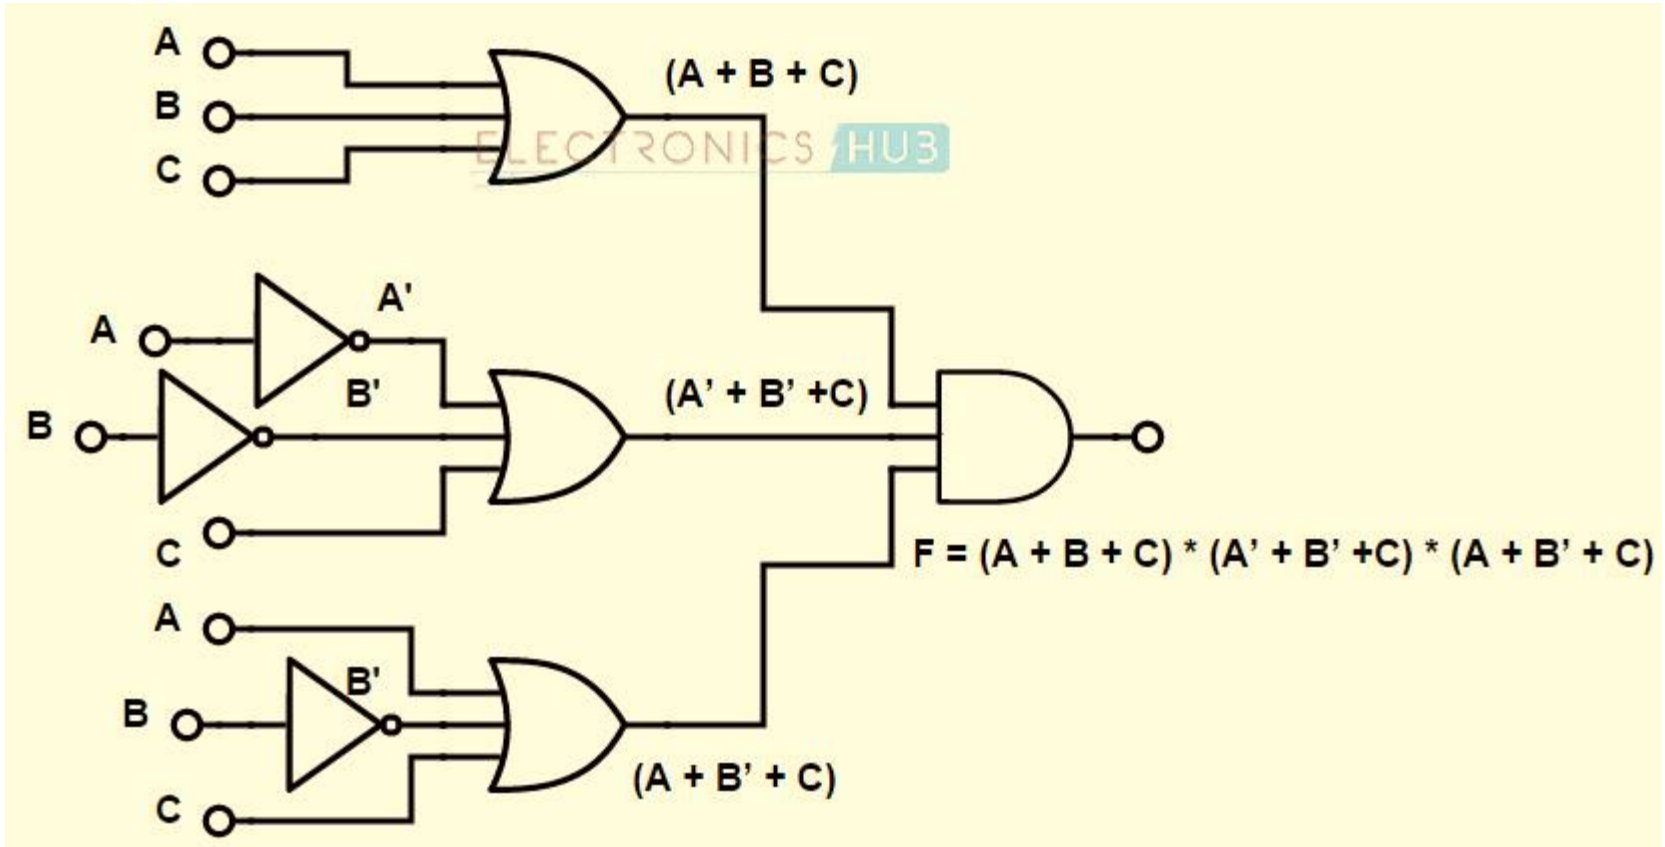 A
(A + B + C)
B
ELECTRONICS HUB
C
A'
A
B'
(A’ + B’ +C)
B
C
F = (A + B + C) * (A’ + B’ +C) * (A + B’ + C)
A
B'
B
(A + B’ + C)
C